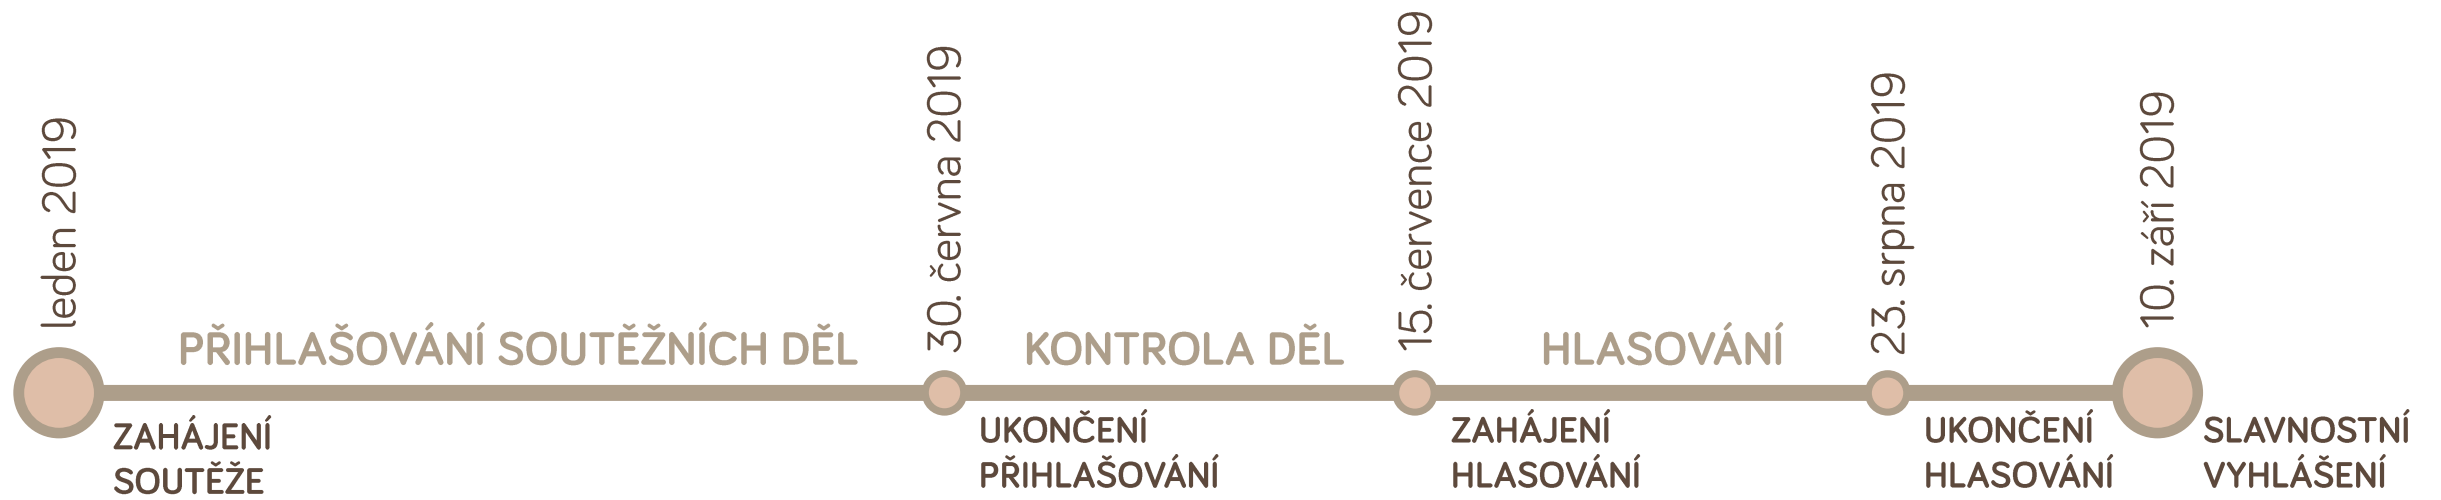 leden 2019
30. června 2019
15. července 2019
23. srpna 2019
10. září 2019
PŘIHLAŠOVÁNÍ SOUTĚŽNÍCH DĚL
KONTROLA DĚL
HLASOVÁNÍ
ZAHÁJENÍ
SOUTĚŽE
UKONČENÍ
PŘIHLAŠOVÁNÍ
ZAHÁJENÍ
HLASOVÁNÍ
UKONČENÍ
HLASOVÁNÍ
SLAVNOSTNÍ
VYHLÁŠENÍ